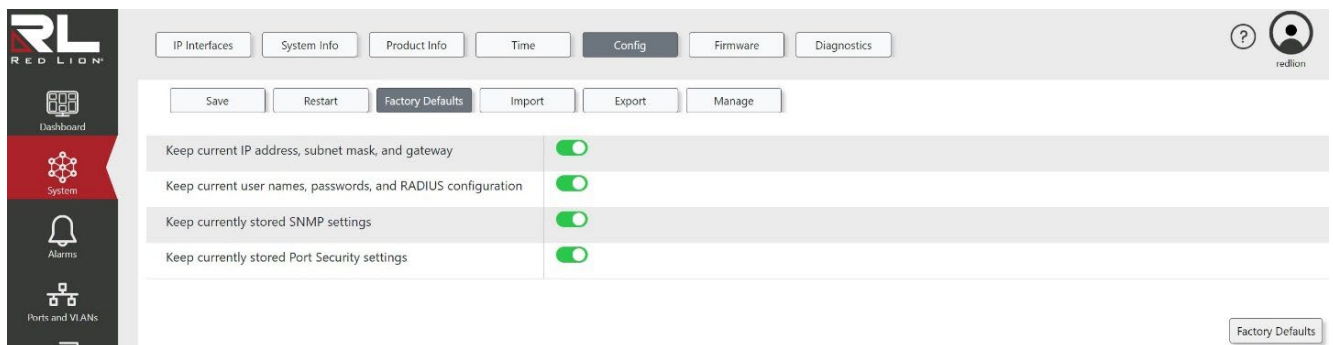 RL
RED LION®
IP Interfaces System Info Product Info Time Config Firmware Diagnostics
?
redlion
Save Restart Factory Defaults Import Export Manage
Dashboard
Keep current IP address, subnet mask, and gateway
System
Keep current user names, passwords, and RADIUS configuration
Keep currently stored SNMP settings
Alarms
Keep currently stored Port Security settings
Ports and VLANs
Factory Defaults